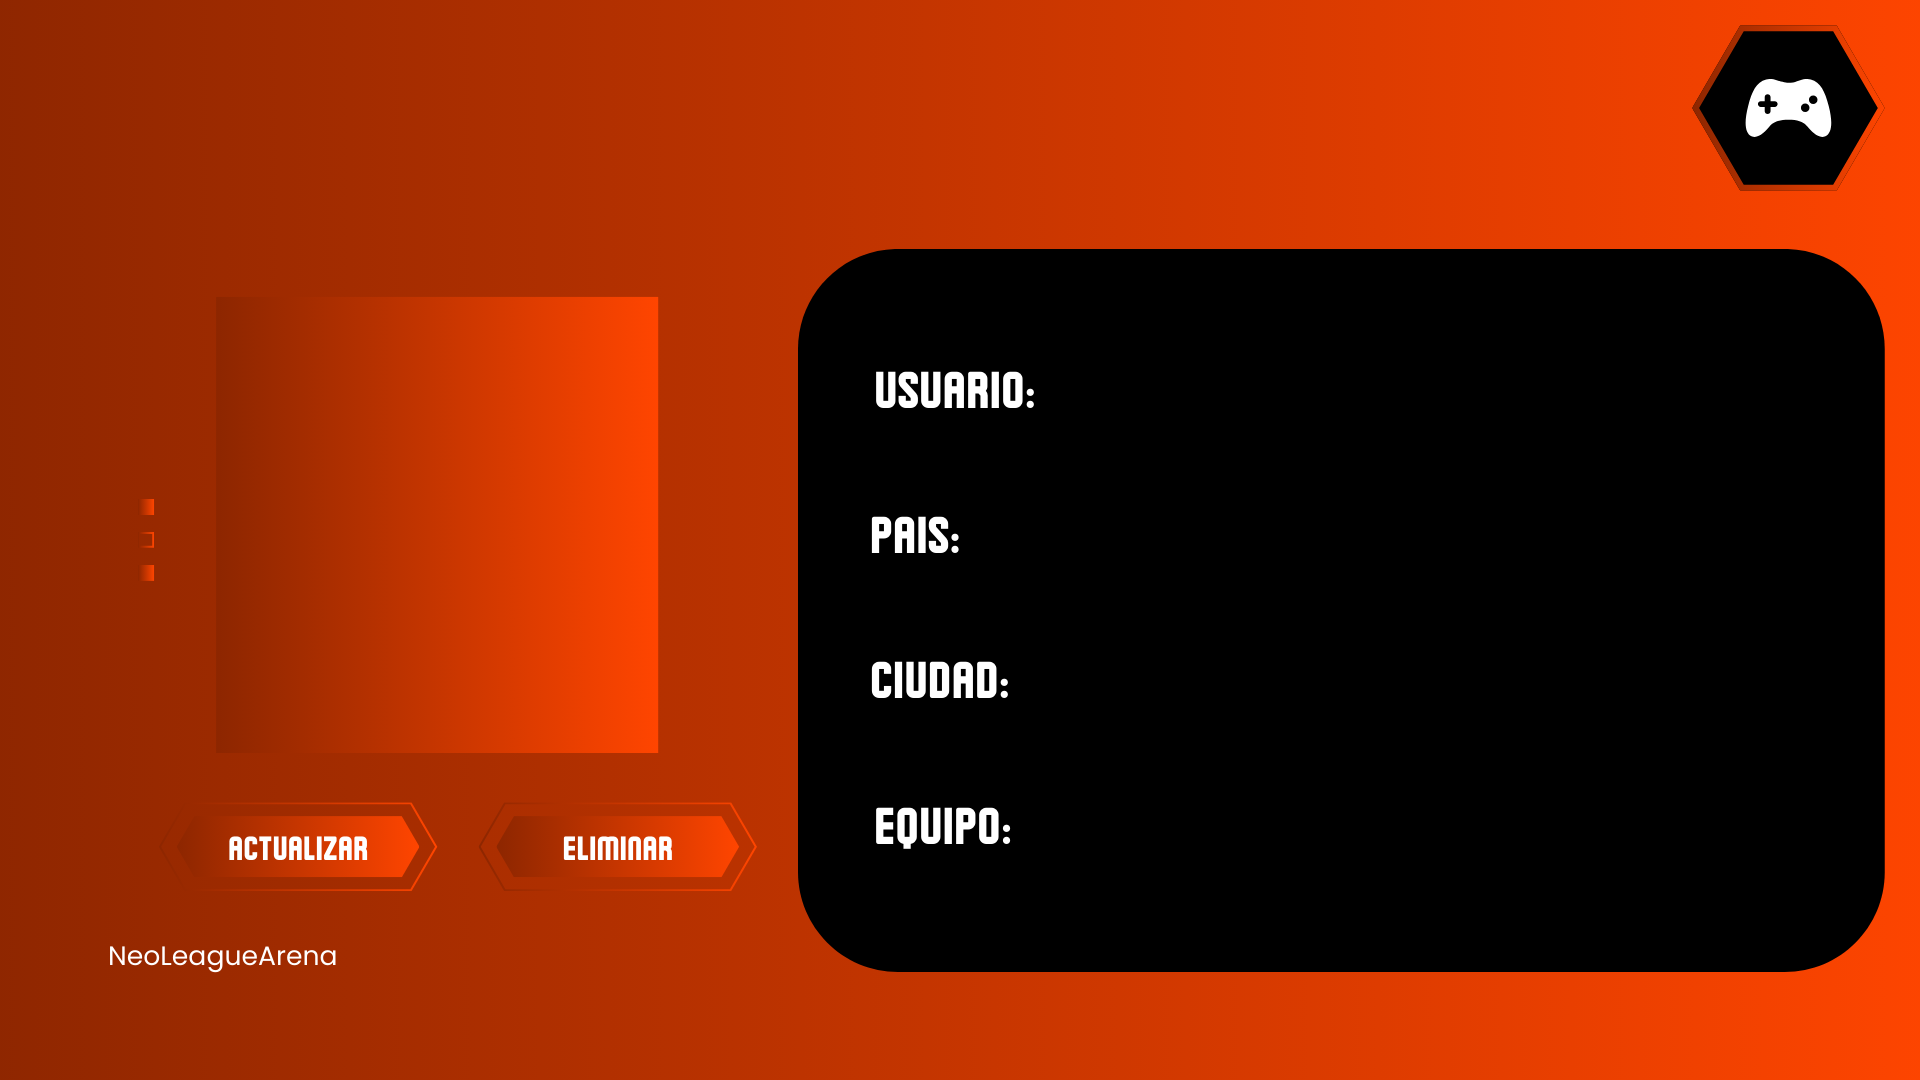 USUARIO:
PAIS:
CIUDAD:
EQUIPO:
ACTUALIZAR
ELIMINAR
NeoLeagueArena